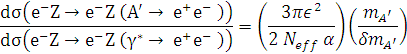 dσ(e⁻Z → e⁻Z (A′ → e⁺e⁻)) / dσ(e⁻Z → e⁻Z (γ* → e⁺e⁻)) = (3πϵ² / 2 N_eff α) (m_A′ / δm_A′)